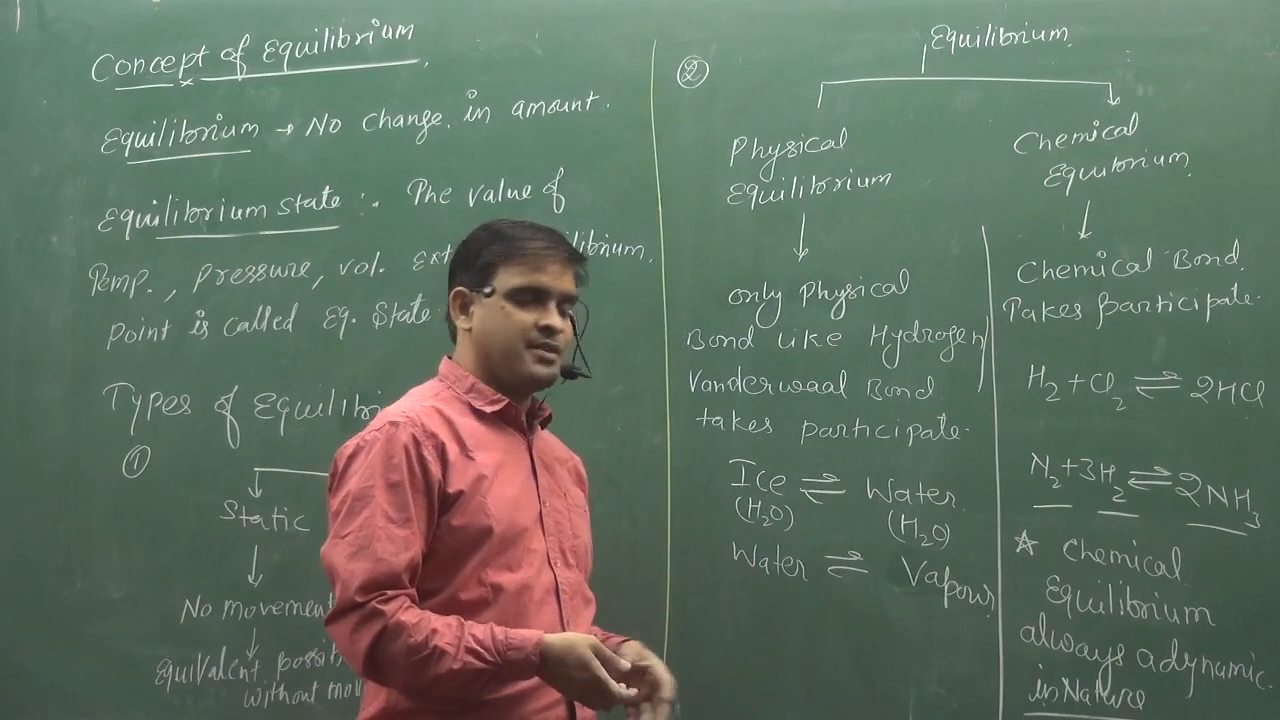 Concept of Equilibrium.
Equilibrium → No change in amount.
Equilibrium state :. The value of
Temp., Pressure, Vol. Ext librium.
Point is called Eq. State
Types of Equilibri
①
Static
No movement
Equivalent
without
②
Equilibrium
Physical
Equilibrium
only Physical
Bond like Hydrogen
Vanderwaal Bond
takes participate.
Ice ⇌ Water
(H₂O) (H₂O)
Water ⇌ Vapour
Chemical
Equilibrium
Chemical Bond
Takes participate.
H₂ + Cl₂ ⇌ 2HCl
N₂ + 3H₂ ⇌ 2NH₃
☆ Chemical
Equilibrium
always a dynamic
in Nature